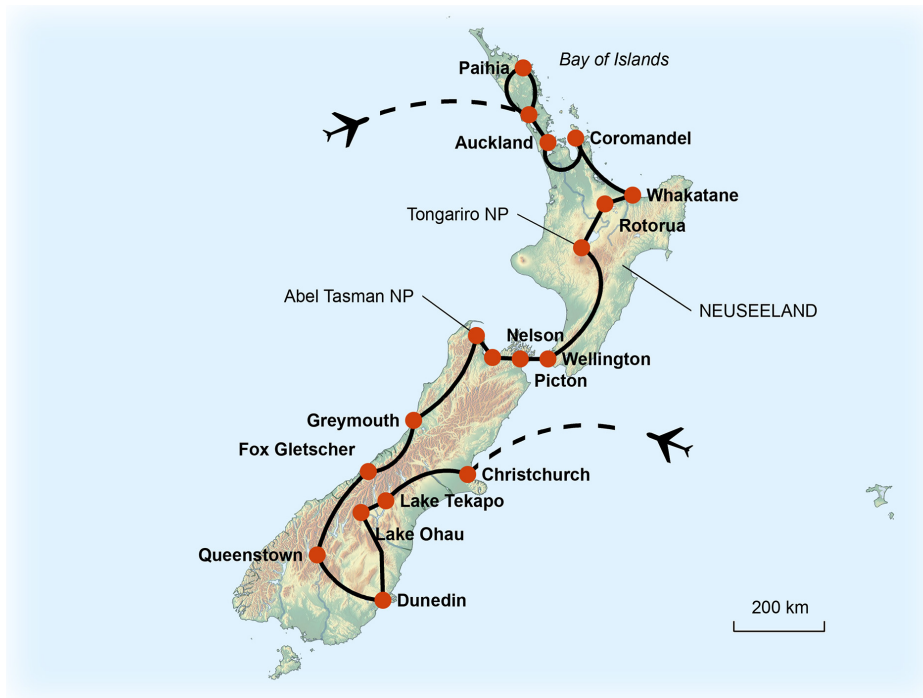 Bay of Islands
Paihia
Auckland
Coromandel
Whakatane
Tongariro NP
Rotorua
Abel Tasman NP
NEUSEELAND
Nelson
Wellington
Picton
Greymouth
Fox Gletscher
Christchurch
Lake Tekapo
Lake Ohau
Queenstown
Dunedin
200 km